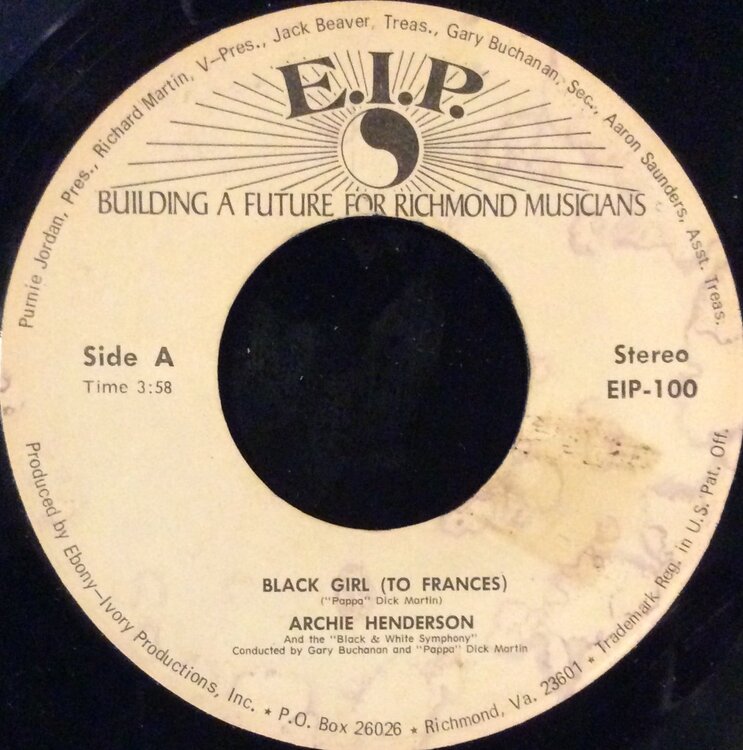 Purnie Jordan, Pres., Richard Martin, V-Pres., Jack Beaver, Treas., Gary Buchanan, Sec., Aaron Saunders, Asst. Treas.
E.I.P.
BUILDING A FUTURE FOR RICHMOND MUSICIANS
Side A
Time 3:58
Stereo
EIP-100
BLACK GIRL (TO FRANCES)
("Pappa" Dick Martin)
ARCHIE HENDERSON
And the "Black & White Symphony"
Conducted by Gary Buchanan and "Pappa" Dick Martin
Produced by Ebony-Ivory Productions, Inc. ★ P.O. Box 26026 ★ Richmond, Va. 23601 ★ Trademark Reg. in U.S. Pat. Off.